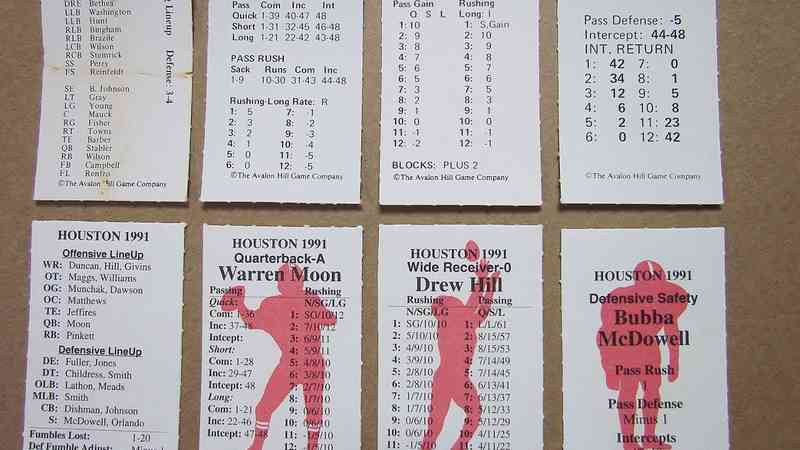 DRE Bethea
LLB Washington
LLB Hunt
RLB Bingham
RLB Brazile
LCB Wilson
RCB Stemrick
SS Perry
FS Reinfeldt
SE B. Johnson
LT Gray
LG Young
C Mauck
RG Fisher
RT Towns
TE Barber
QB Stabler
RB Wilson
FB Campbell
FL Renfro
©The Avalon Hill Game Company
Lineup Defense: 3-4
Pass Com Inc Int
Quick 1-39 40-47 48
Short 1-31 32-45 46-48
Long 1-21 22-42 43-48
PASS RUSH
Sack Runs Com Inc
1-9 10-30 31-43 44-48
Rushing-Long Rate: R
1: 5 7: -1
2: 3 8: -2
3: 2 9: -3
4: 1 10: -4
5: 0 11: -5
6: 0 12: -5
©The Avalon Hill Game Company
Pass Gain Rushing
Q S L Long: I
1: 10 1: S.Gain
2: 9 2: 10
3: 8 3: 9
4: 7 4: 8
5: 6 5: 6
6: 5 6: 6
7: 3 7: 5
8: 2 8: 3
9: 1 9: 1
10: 0 10: 0
11: -1 11: -1
12: -2 12: -1
BLOCKS: PLUS 2
©The Avalon Hill Game Company
Pass Defense: -5
Intercept: 44-48
INT. RETURN
1: 42 7: 0
2: 34 8: 1
3: 12 9: 5
4: 6 10: 8
5: 2 11: 23
6: 0 12: 42
©The Avalon Hill Game Company
HOUSTON 1991
Offensive LineUp
WR: Duncan, Hill, Givins
OT: Maggs, Williams
OG: Munchak, Dawson
OC: Matthews
TE: Jeffires
QB: Moon
RB: Pinkett
Defensive LineUp
DE: Fuller, Jones
DT: Childress, Smith
OLB: Lathon, Meads
MLB: Smith
CB: Dishman, Johnson
S: McDowell, Orlando
Fumbles Lost: 1-20
Def Fumble Adjust: Minus 1
HOUSTON 1991
Quarterback-A
Warren Moon
Passing Rushing
Quick: N/SG/LG
Com: 1-36 1: SG/10/12
Inc: 37-48 2: 7/10/12
Intcept: 3: 6/9/11
Short: 4: 5/9/11
Com: 1-28 5: 4/8/10
Inc: 29-47 6: 3/8/10
Intcept: 48 7: 2/7/10
Long: 8: 1/7/10
Com: 1-21 9: 0/6/10
Inc: 22-46 10: 0/6/10
Intcept: 47-48 11: -1/5/10
12: -1/5/10
HOUSTON 1991
Wide Receiver-0
Drew Hill
Rushing Passing
N/SG/LG Q/S/L
1: SG/10/10 1: L/L/61
2: 5/10/10 2: 8/15/57
3: 4/9/10 3: 8/15/53
4: 3/9/10 4: 7/14/49
5: 2/8/10 5: 7/14/45
6: 2/8/10 6: 6/13/41
7: 1/7/10 7: 6/13/37
8: 1/7/10 8: 5/12/33
9: 0/6/10 9: 5/12/29
10: 0/6/10 10: 4/11/25
11: -1/5/10 11: 4/11/22
HOUSTON 1991
Defensive Safety
Bubba
McDowell
Pass Rush
1
Pass Defense
Minus 1
Intercepts